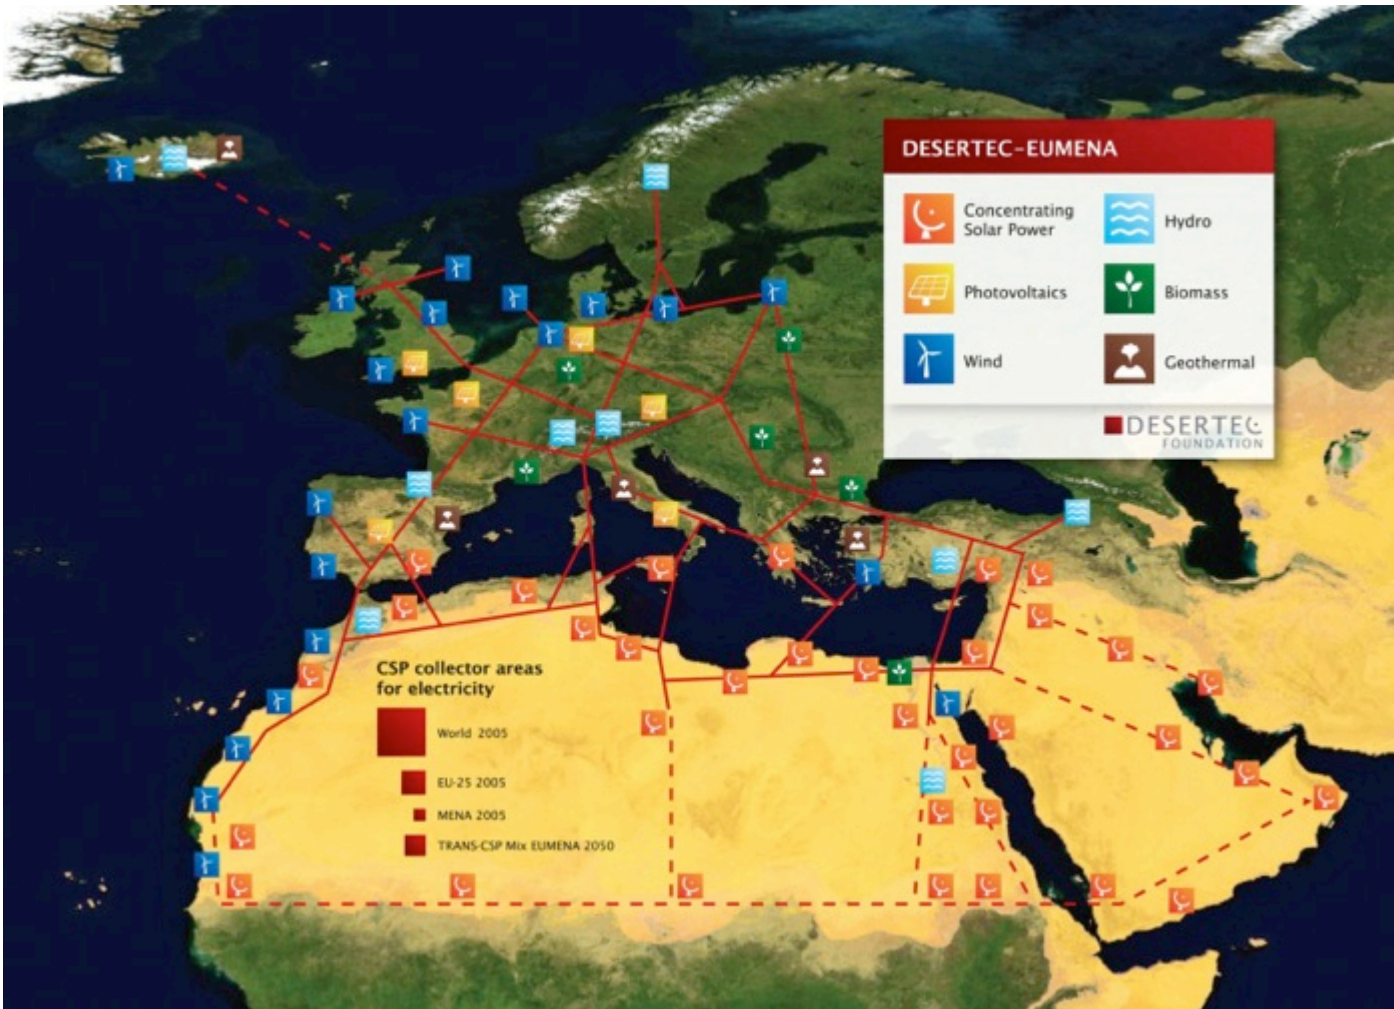 DESERTEC-EUMENA
Concentrating
Solar Power
Hydro
Photovoltaics
Biomass
Wind
Geothermal
DESERTEC
FOUNDATION
CSP collector areas
for electricity
World 2005
EU-25 2005
MENA 2005
TRANS-CSP Mix EUMENA 2050